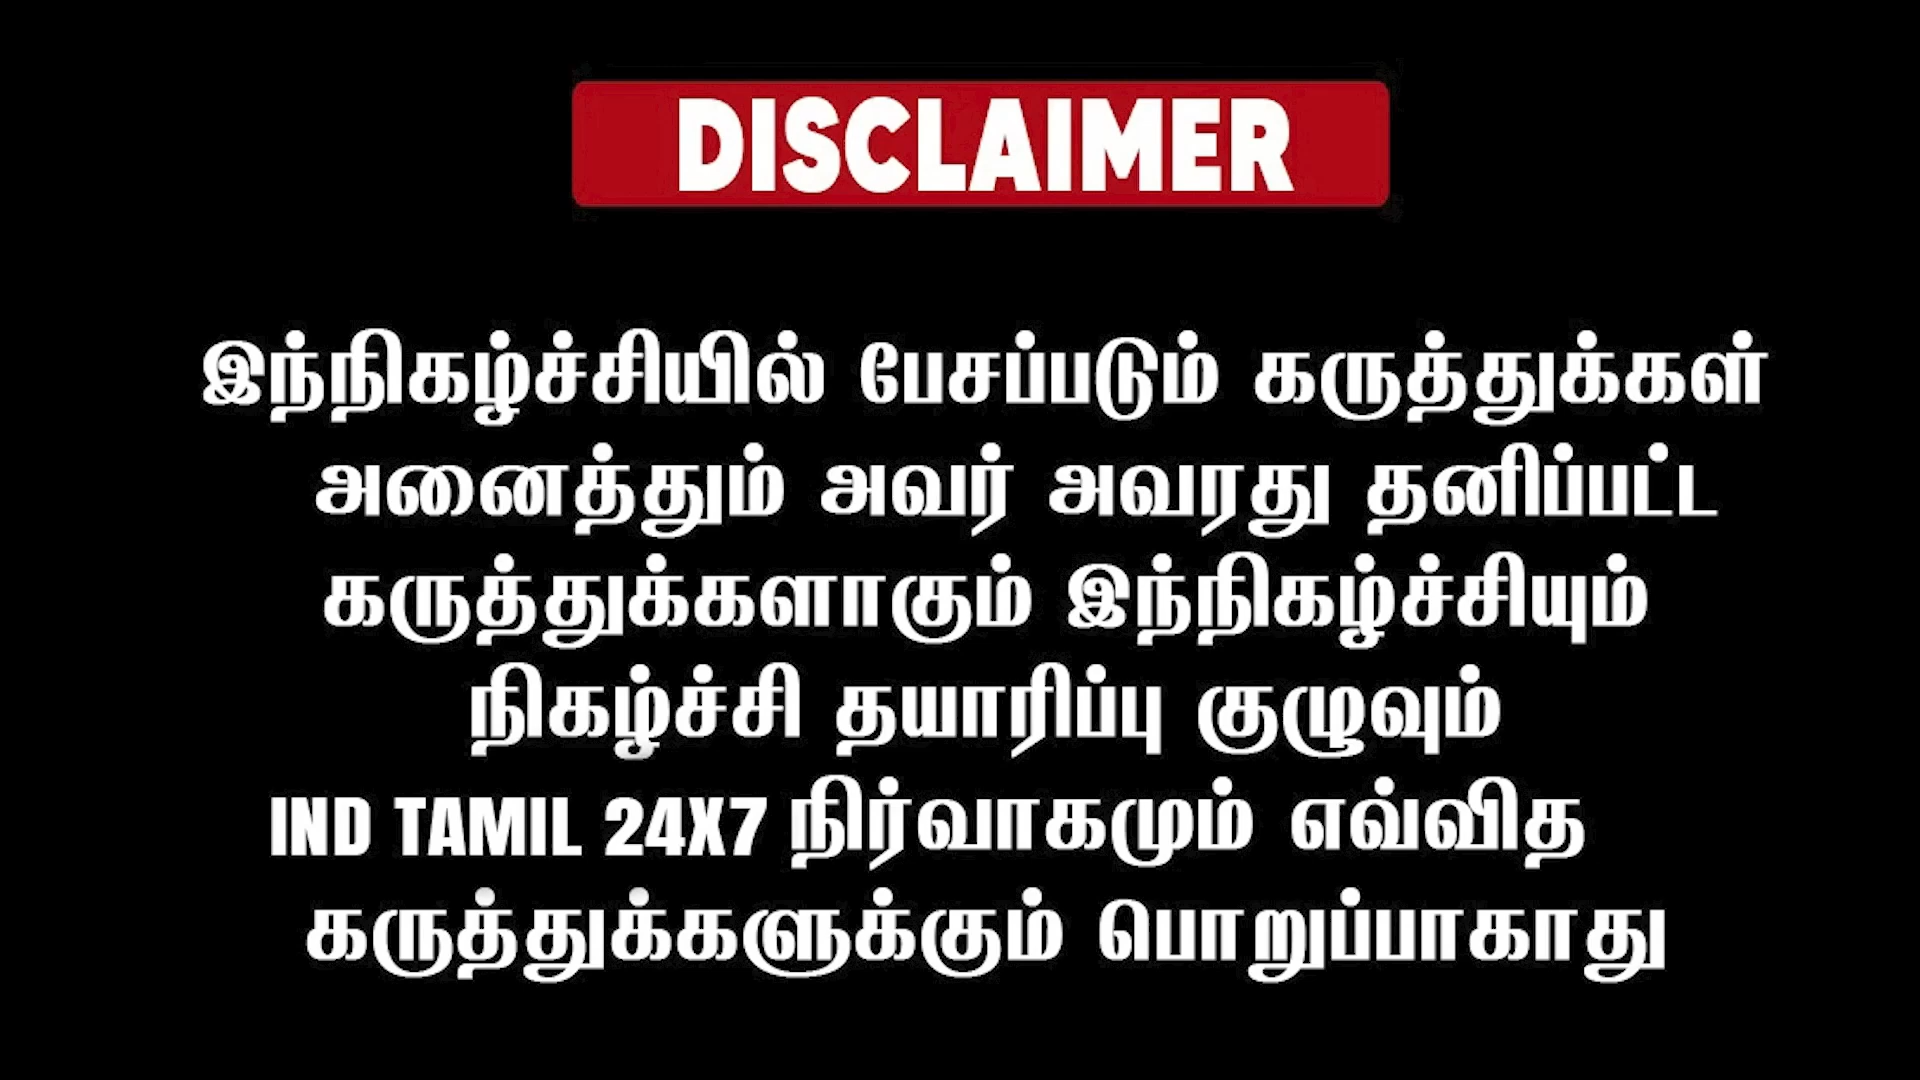 DISCLAIMER
இந்நிகழ்ச்சியில் பேசப்படும் கருத்துக்கள்
அனைத்தும் அவர் அவரது தனிப்பட்ட
கருத்துக்களாகும் இந்நிகழ்ச்சியும்
நிகழ்ச்சி தயாரிப்பு குழுவும்
IND TAMIL 24X7 நிர்வாகமும் எவ்வித
கருத்துக்களுக்கும் பொறுப்பாகாது